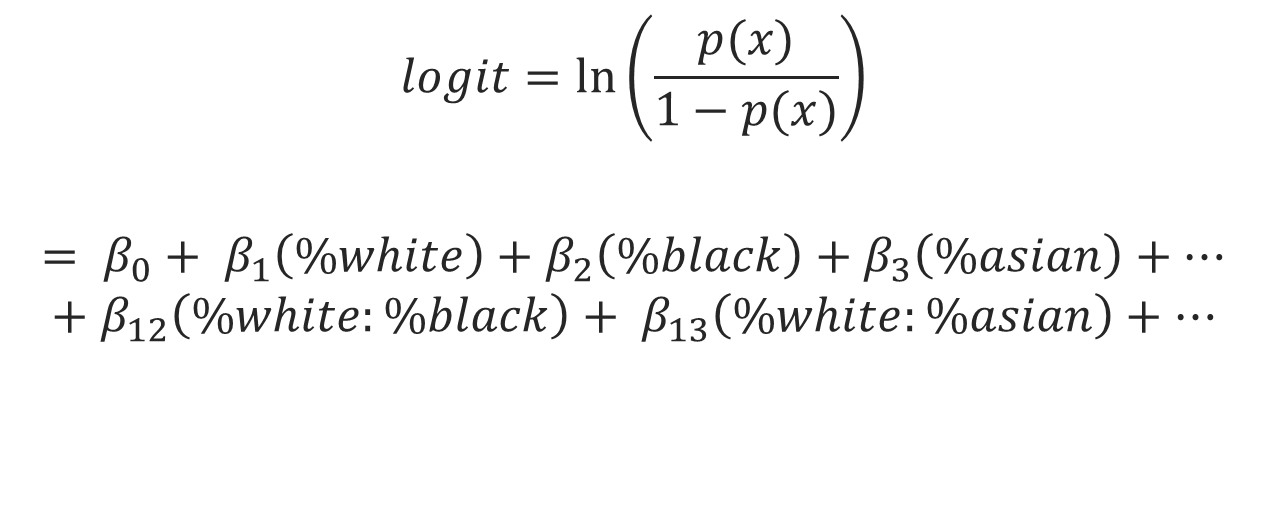 logit = ln(p(x) / (1 − p(x)))
= β₀ + β₁(%white) + β₂(%black) + β₃(%asian) + ⋯
+ β₁₂(%white: %black) + β₁₃(%white: %asian) + ⋯